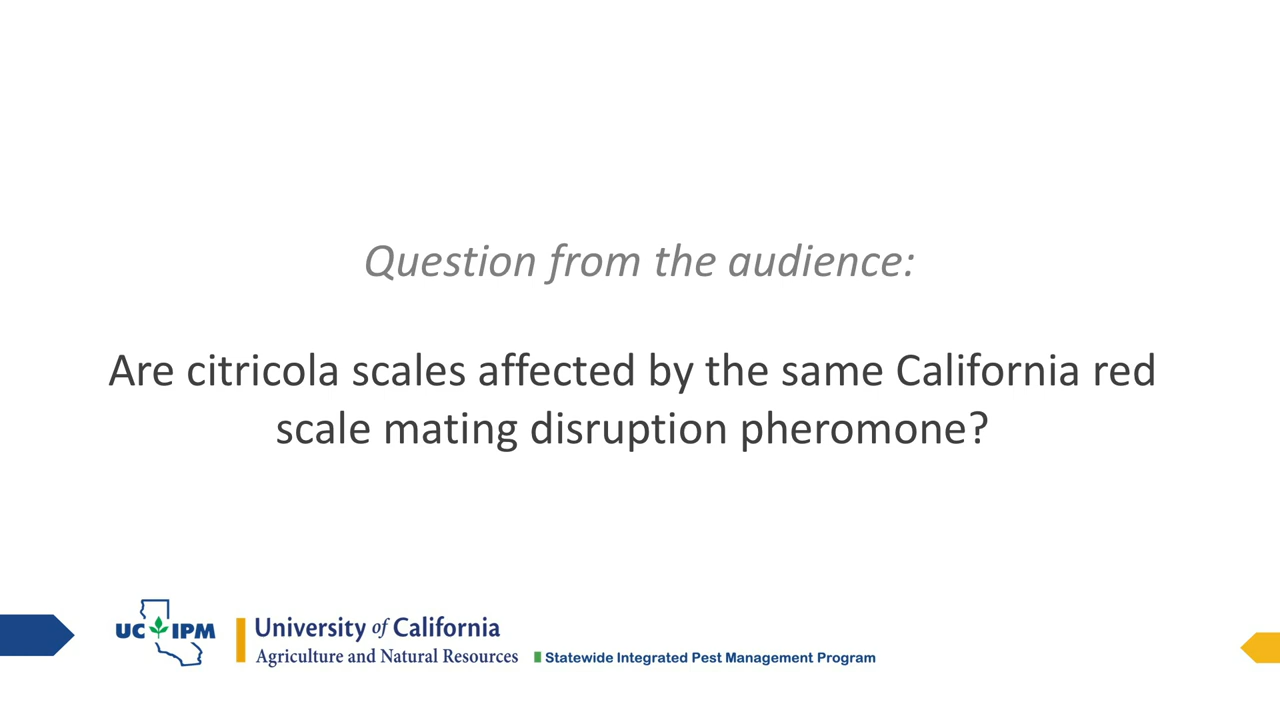 Question from the audience:
Are citricola scales affected by the same California red
scale mating disruption pheromone?
UC IPM
University of California
Agriculture and Natural Resources
Statewide Integrated Pest Management Program